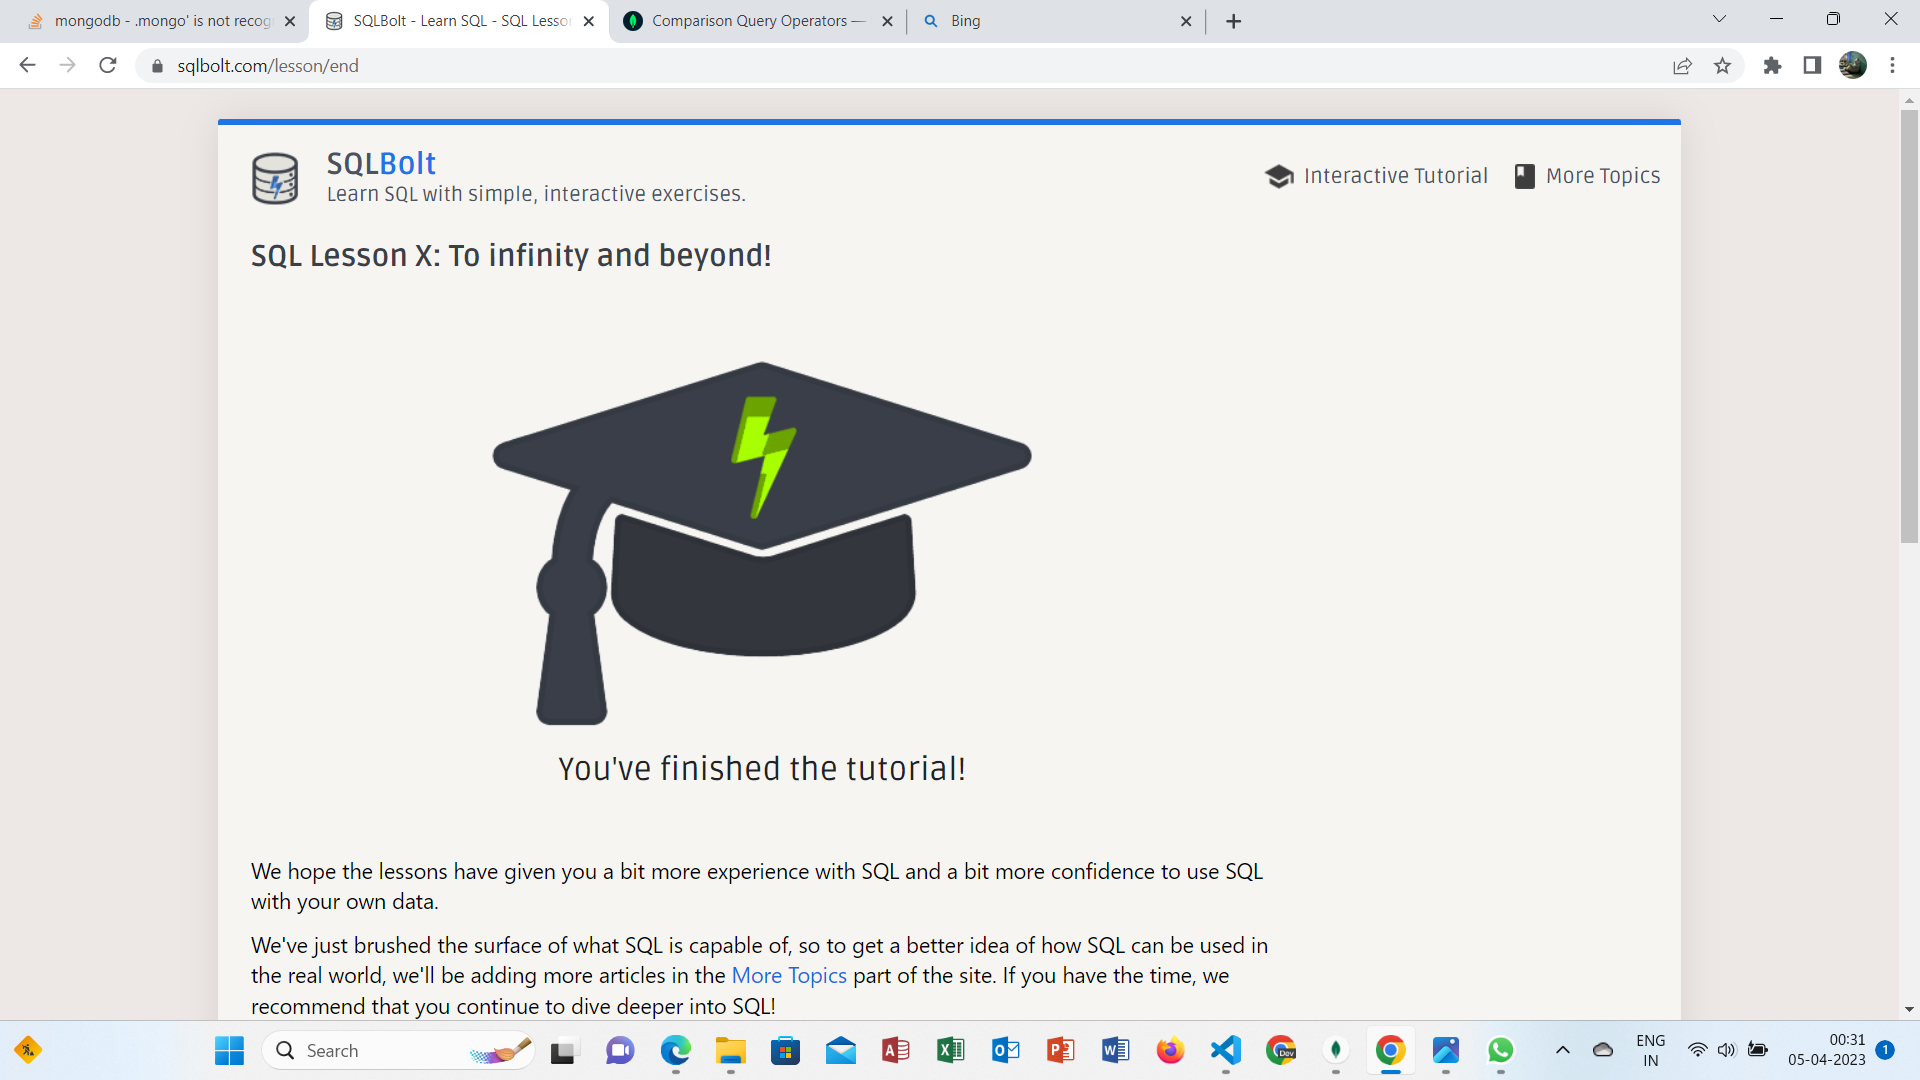 mongodb - .mongo' is not recog
SQLBolt - Learn SQL - SQL Lesso
Comparison Query Operators —
Bing
sqlbolt.com/lesson/end
SQLBolt
Learn SQL with simple, interactive exercises.
Interactive Tutorial
More Topics
SQL Lesson X: To infinity and beyond!
You've finished the tutorial!
We hope the lessons have given you a bit more experience with SQL and a bit more confidence to use SQL
with your own data.
We've just brushed the surface of what SQL is capable of, so to get a better idea of how SQL can be used in
the real world, we'll be adding more articles in the More Topics part of the site. If you have the time, we
recommend that you continue to dive deeper into SQL!
Search
Dev
ENG
IN
00:31
05-04-2023
1